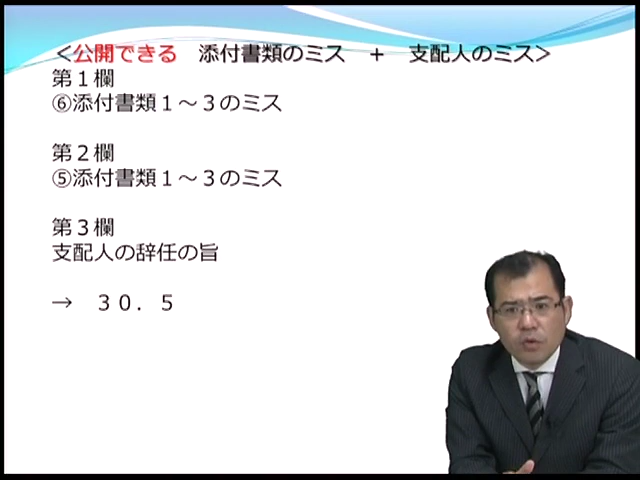 ＜公開できる　添付書類のミス　＋　支配人のミス＞
第１欄
⑥添付書類１～３のミス
第２欄
⑤添付書類１～３のミス
第３欄
支配人の辞任の旨
→　３０．５